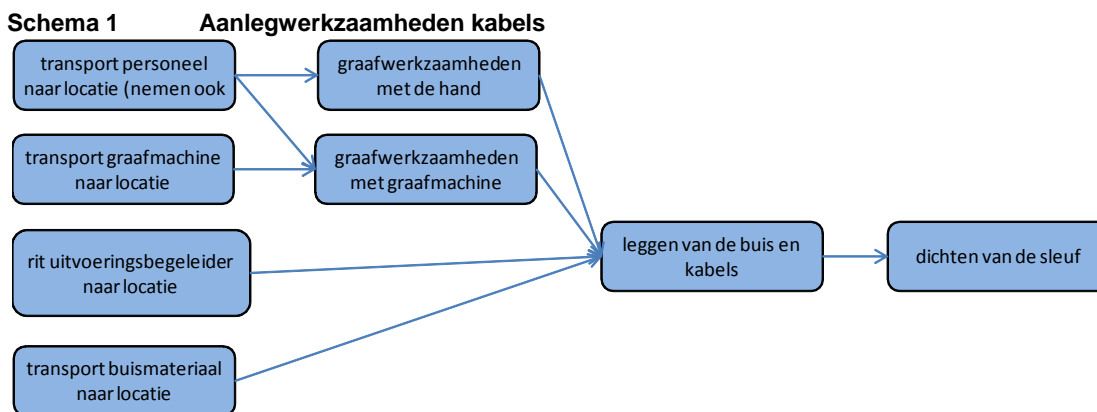 Schema 1 Aanlegwerkzaamheden kabels
transport personeel
naar locatie (nemen ook
graafwerkzaamheden
met de hand
transport graafmachine
naar locatie
graafwerkzaamheden
met graafmachine
rit uitvoeringsbegeleider
naar locatie
leggen van de buis en
kabels
dichten van de sleuf
transport buismateriaal
naar locatie